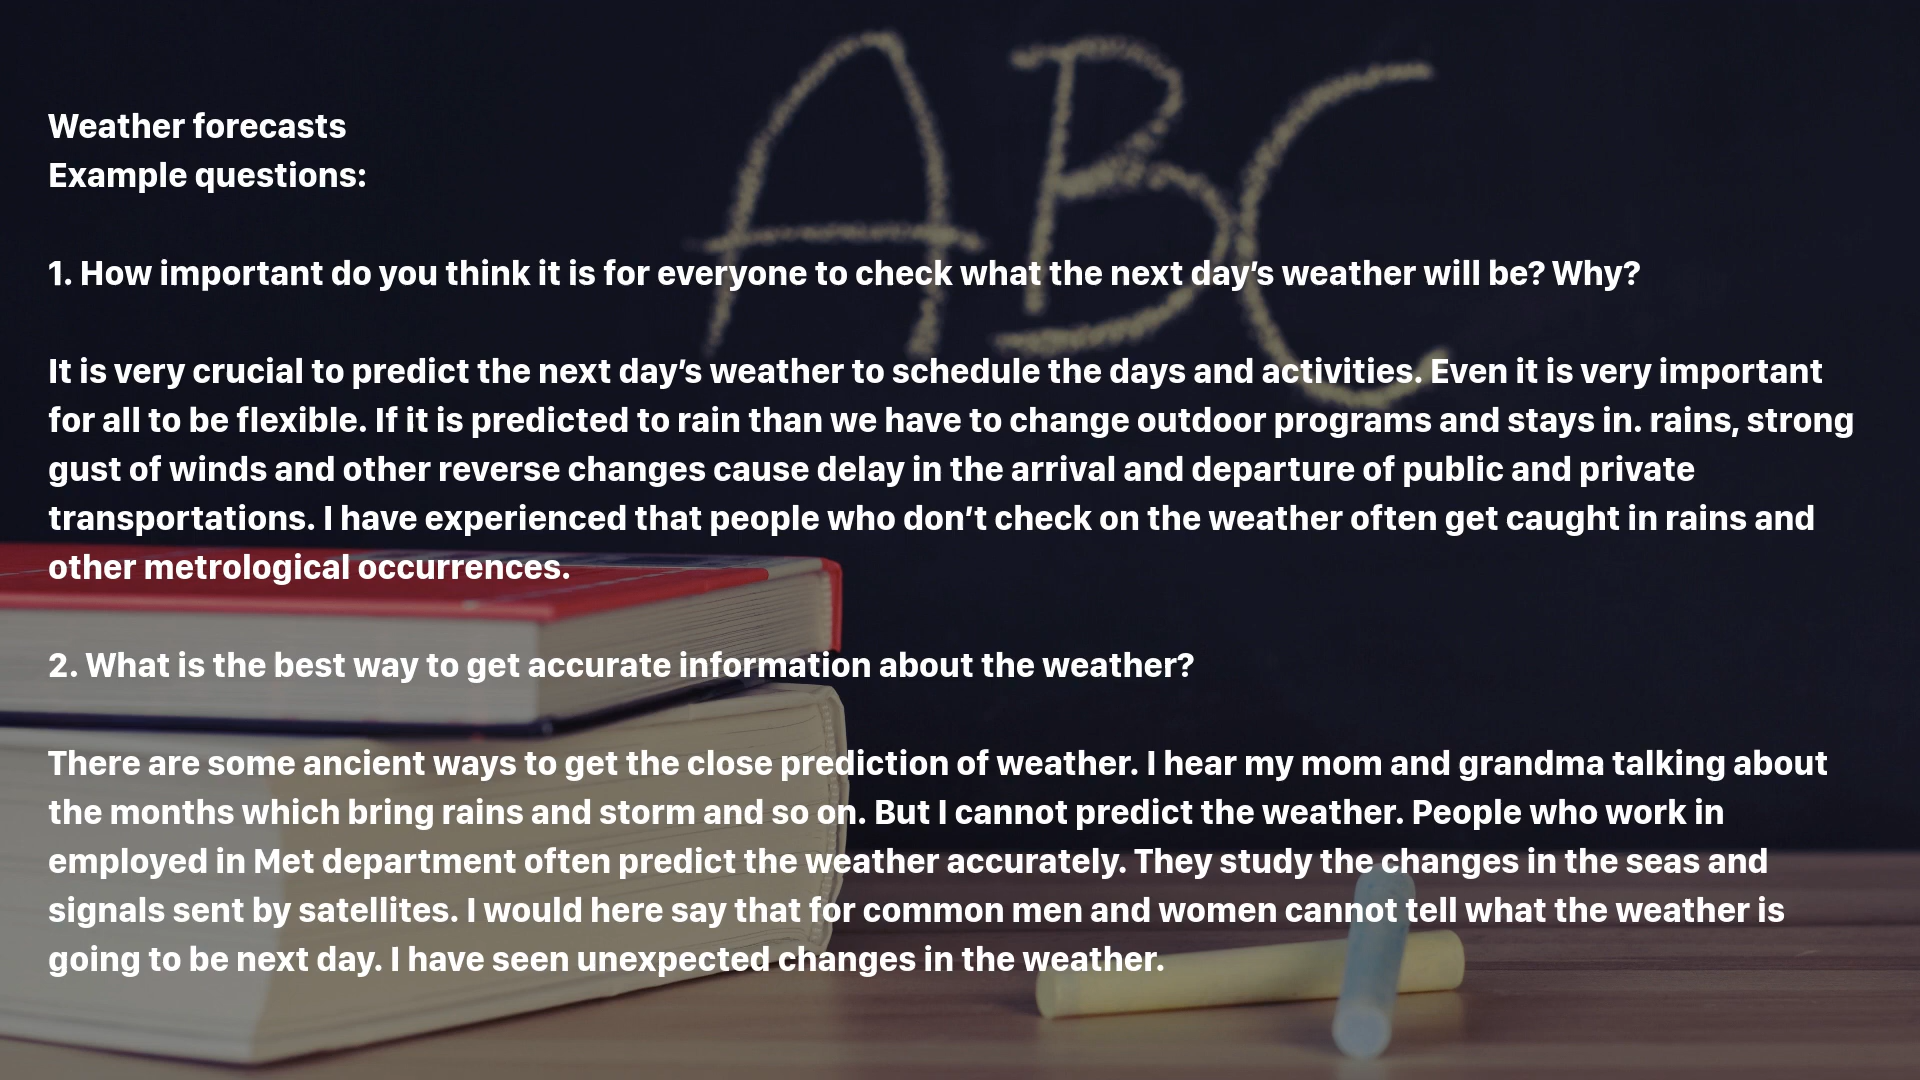 ABC
Weather forecasts
Example questions:
1. How important do you think it is for everyone to check what the next day’s weather will be? Why?
It is very crucial to predict the next day’s weather to schedule the days and activities. Even it is very important
for all to be flexible. If it is predicted to rain than we have to change outdoor programs and stays in. rains, strong
gust of winds and other reverse changes cause delay in the arrival and departure of public and private
transportations. I have experienced that people who don’t check on the weather often get caught in rains and
other metrological occurrences.
2. What is the best way to get accurate information about the weather?
There are some ancient ways to get the close prediction of weather. I hear my mom and grandma talking about
the months which bring rains and storm and so on. But I cannot predict the weather. People who work in
employed in Met department often predict the weather accurately. They study the changes in the seas and
signals sent by satellites. I would here say that for common men and women cannot tell what the weather is
going to be next day. I have seen unexpected changes in the weather.